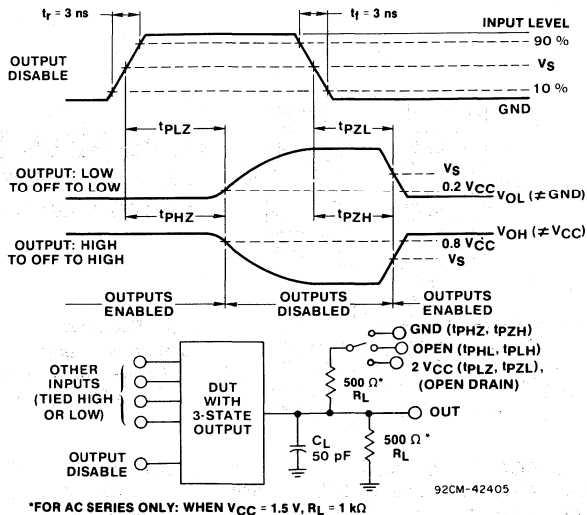 tr = 3 ns
tf = 3 ns
INPUT LEVEL
90 %
OUTPUT
DISABLE
VS
10 %
GND
tPLZ
tPZL
OUTPUT: LOW
TO OFF TO LOW
VS
0.2 VCC
VOL (≠ GND)
tPHZ
tPZH
OUTPUT: HIGH
TO OFF TO HIGH
VOH (≠ VCC)
0.8 VCC
VS
OUTPUTS
ENABLED
OUTPUTS
DISABLED
OUTPUTS
ENABLED
OTHER
INPUTS
(TIED HIGH
OR LOW)
OUTPUT
DISABLE
DUT
WITH
3-STATE
OUTPUT
GND (tPHZ, tPZH)
OPEN (tPHL, tPLH)
2 VCC (tPLZ, tPZL),
(OPEN DRAIN)
500 Ω*
RL
OUT
CL
50 pF
500 Ω*
RL
92CM-42405
*FOR AC SERIES ONLY: WHEN VCC = 1.5 V, RL = 1 kΩ